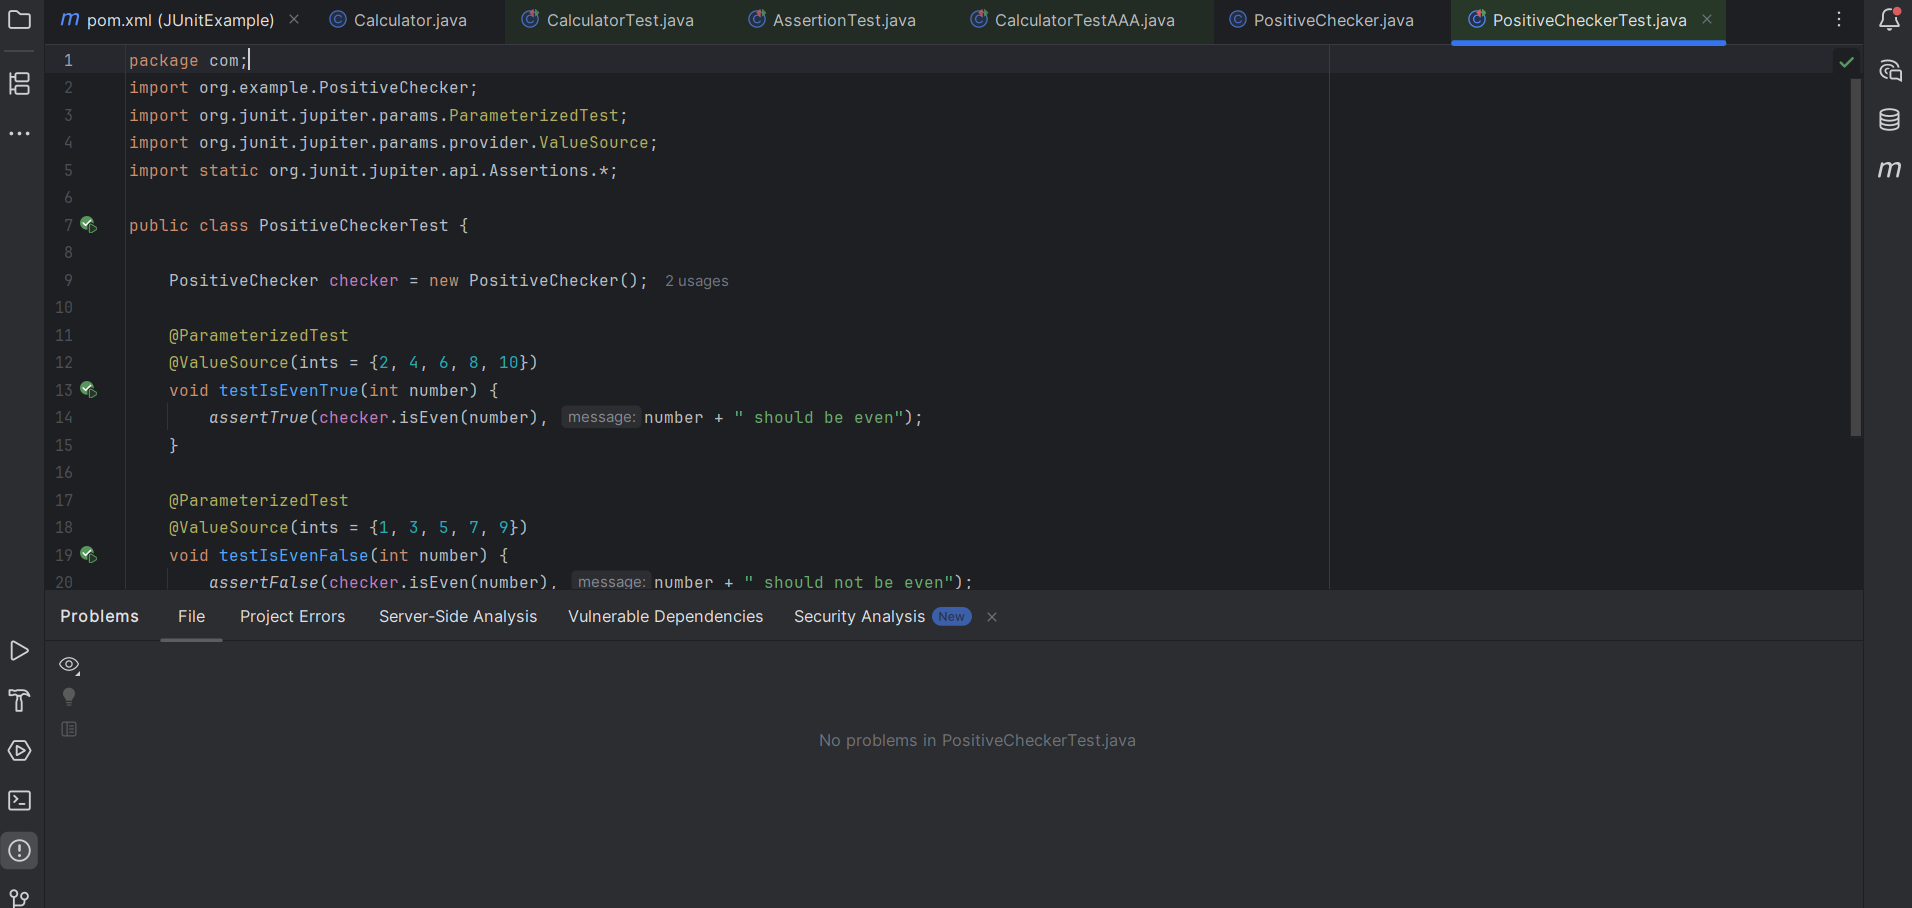 m pom.xml (JUnitExample) Calculator.java CalculatorTest.java AssertionTest.java CalculatorTestAAA.java PositiveChecker.java PositiveCheckerTest.java
1 package com;
2 import org.example.PositiveChecker;
3 import org.junit.jupiter.params.ParameterizedTest;
4 import org.junit.jupiter.params.provider.ValueSource;
5 import static org.junit.jupiter.api.Assertions.*;
6
7 public class PositiveCheckerTest {
8
9 PositiveChecker checker = new PositiveChecker(); 2 usages
10
11 @ParameterizedTest
12 @ValueSource(ints = {2, 4, 6, 8, 10})
13 void testIsEvenTrue(int number) {
14 assertTrue(checker.isEven(number), message: number + " should be even");
15 }
16
17 @ParameterizedTest
18 @ValueSource(ints = {1, 3, 5, 7, 9})
19 void testIsEvenFalse(int number) {
20 assertFalse(checker.isEven(number), message: number + " should not be even");
Problems File Project Errors Server-Side Analysis Vulnerable Dependencies Security Analysis New
No problems in PositiveCheckerTest.java
m